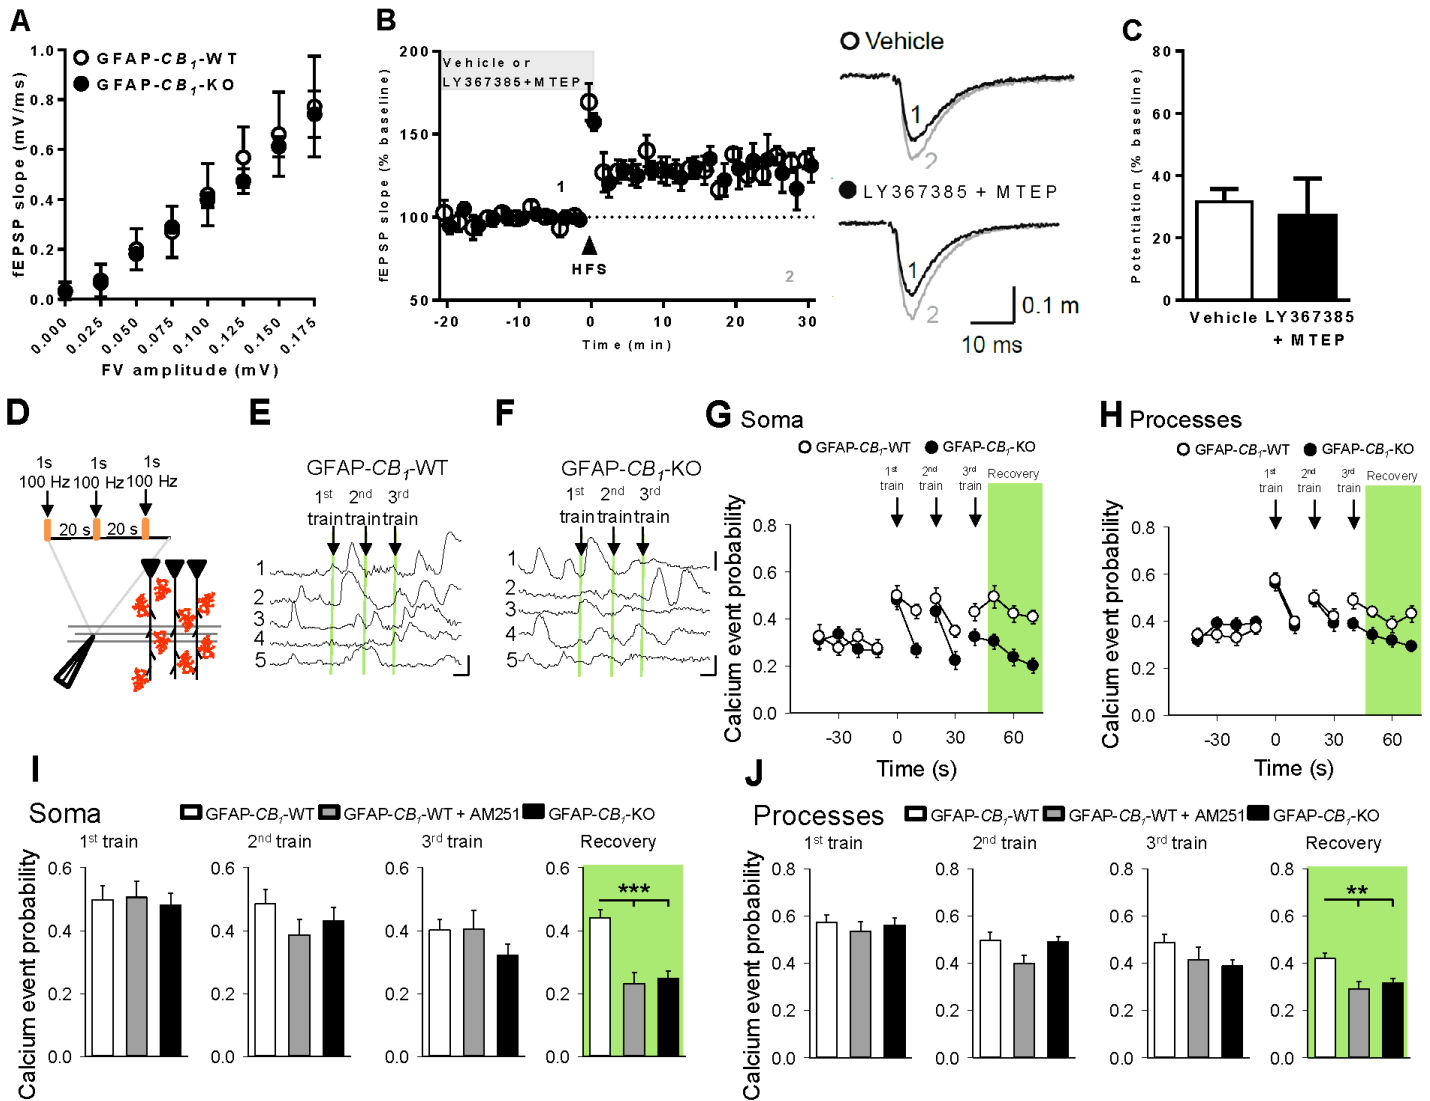 A
fEPSP slope (mV/ms)
1.0
0.8
0.6
0.4
0.2
0.0
GFAP-CB1-WT
GFAP-CB1-KO
0.000
0.025
0.050
0.075
0.100
0.125
0.150
0.175
FV amplitude (mV)
B
fEPSP slope (% baseline)
200
150
100
50
Vehicle or
LY367385+MTEP
1
HFS
2
-20
-10
0
10
20
30
Time (min)
Vehicle
1
2
LY367385 + MTEP
1
2
0.1 m
10 ms
C
Potentiation (% baseline)
80
60
40
20
0
Vehicle
LY367385
+ MTEP
D
1s
100 Hz
1s
100 Hz
1s
100 Hz
20 s
20 s
E
GFAP-CB1-WT
1st
train
2nd
train
3rd
train
1
2
3
4
5
F
GFAP-CB1-KO
1st
train
2nd
train
3rd
train
1
2
3
4
5
G
Soma
GFAP-CB1-WT
GFAP-CB1-KO
1st
train
2nd
train
3rd
train
Recovery
Calcium event probability
0.8
0.6
0.4
0.2
0.0
-30
0
30
60
Time (s)
H
Processes
GFAP-CB1-WT
GFAP-CB1-KO
1st
train
2nd
train
3rd
train
Recovery
Calcium event probability
0.8
0.6
0.4
0.2
0.0
-30
0
30
60
Time (s)
I
Soma
GFAP-CB1-WT
GFAP-CB1-WT + AM251
GFAP-CB1-KO
Calcium event probability
1st train
0.6
0.4
0.2
0.0
2nd train
0.6
0.4
0.2
0.0
3rd train
0.6
0.4
0.2
0.0
Recovery
0.6
0.4
0.2
0.0
***
J
Processes
GFAP-CB1-WT
GFAP-CB1-WT + AM251
GFAP-CB1-KO
Calcium event probability
1st train
0.8
0.6
0.4
0.2
0.0
2nd train
0.8
0.6
0.4
0.2
0.0
3rd train
0.8
0.6
0.4
0.2
0.0
Recovery
0.8
0.6
0.4
0.2
0.0
**